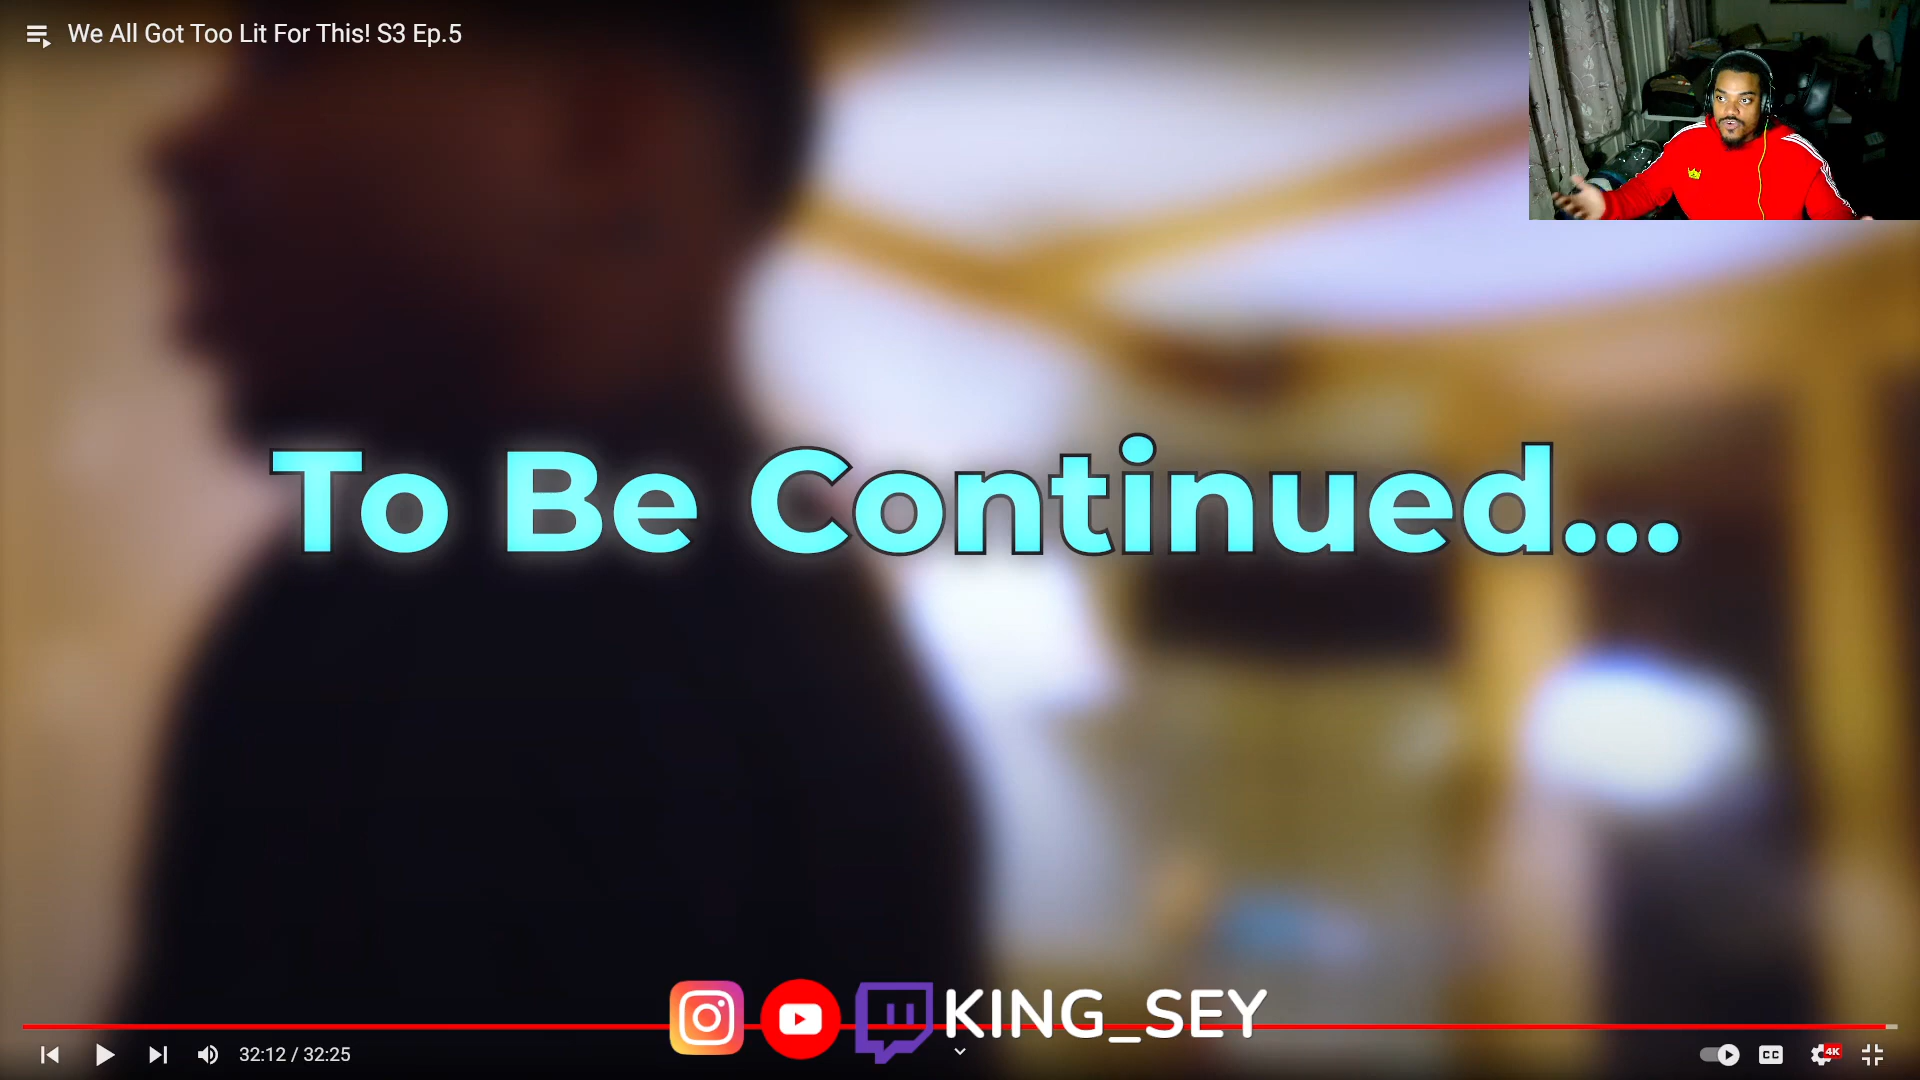 We All Got Too Lit For This! S3 Ep.5
To Be Continued...
KING_SEY
32:12 / 32:25
CC
4K